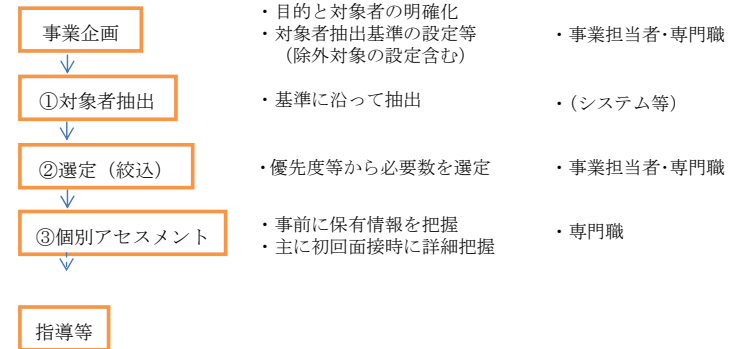 事業企画
・目的と対象者の明確化
・対象者抽出基準の設定等
（除外対象の設定含む）
・事業担当者・専門職
①対象者抽出
・基準に沿って抽出
・（システム等）
②選定（絞込）
・優先度等から必要数を選定
・事業担当者・専門職
③個別アセスメント
・事前に保有情報を把握
・主に初回面接時に詳細把握
・専門職
指導等